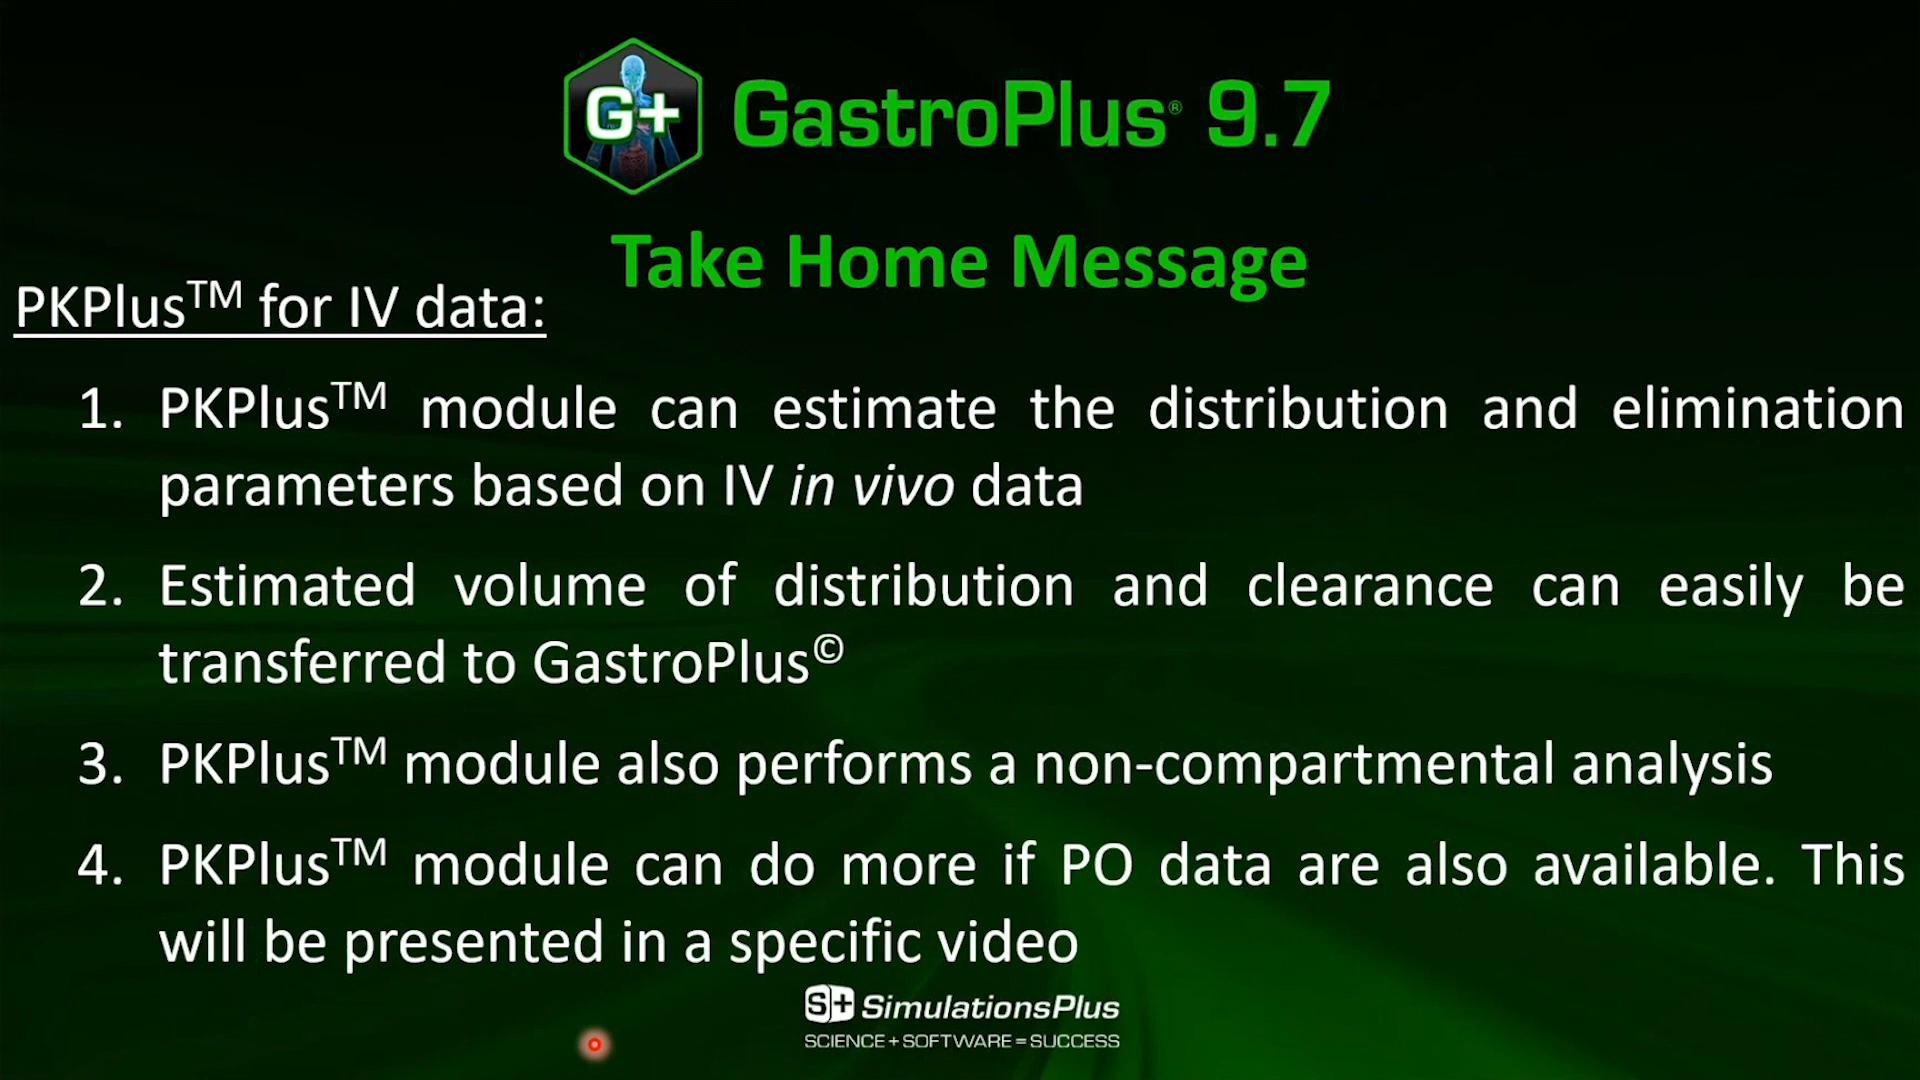 G+ GastroPlus® 9.7
Take Home Message
PKPlus™ for IV data:
1. PKPlus™ module can estimate the distribution and elimination
parameters based on IV in vivo data
2. Estimated volume of distribution and clearance can easily be
transferred to GastroPlus©
3. PKPlus™ module also performs a non-compartmental analysis
4. PKPlus™ module can do more if PO data are also available. This
will be presented in a specific video
S+ SimulationsPlus
SCIENCE + SOFTWARE = SUCCESS